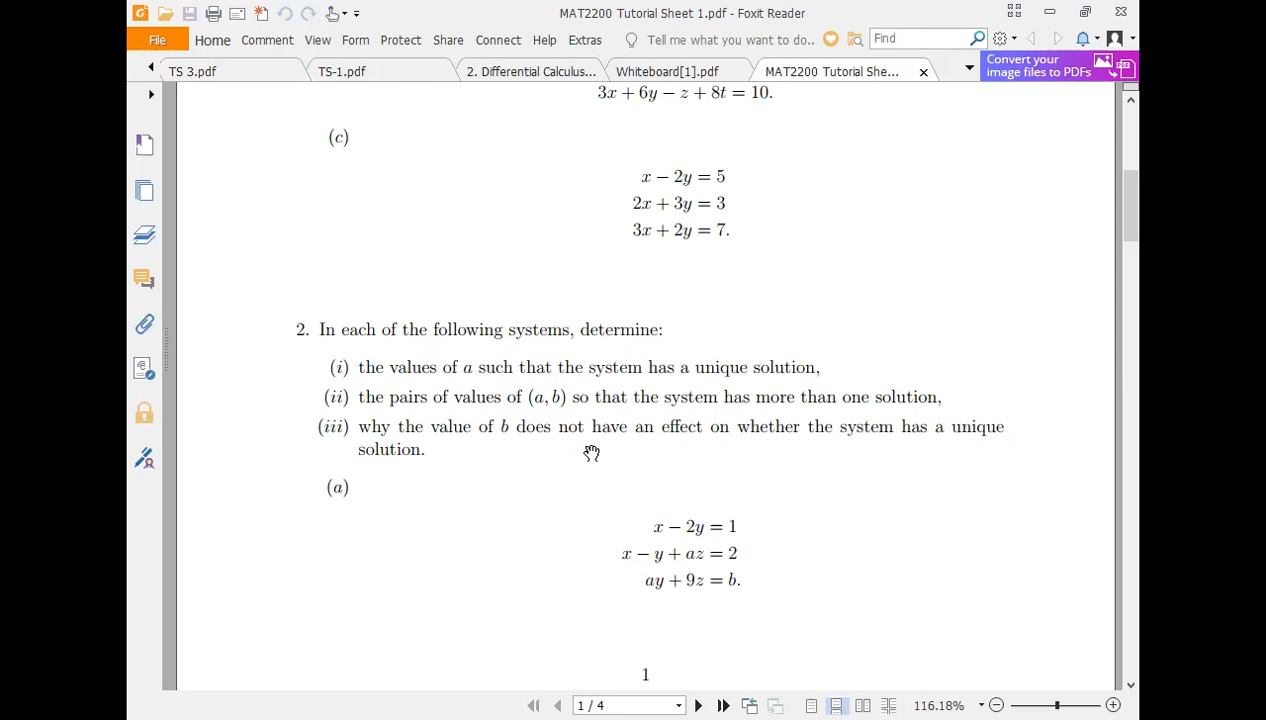 MAT2200 Tutorial Sheet 1.pdf - Foxit Reader
File Home Comment View Form Protect Share Connect Help Extras Tell me what you want to do.. Find
TS 3.pdf TS-1.pdf 2. Differential Calculus... Whiteboard[1].pdf MAT2200 Tutorial She... Convert your
image files to PDFs
3x + 6y − z + 8t = 10.
(c)
x − 2y = 5
2x + 3y = 3
3x + 2y = 7.
2. In each of the following systems, determine:
(i) the values of a such that the system has a unique solution,
(ii) the pairs of values of (a, b) so that the system has more than one solution,
(iii) why the value of b does not have an effect on whether the system has a unique
solution.
(a)
x − 2y = 1
x − y + az = 2
ay + 9z = b.
1
1 / 4 116.18%